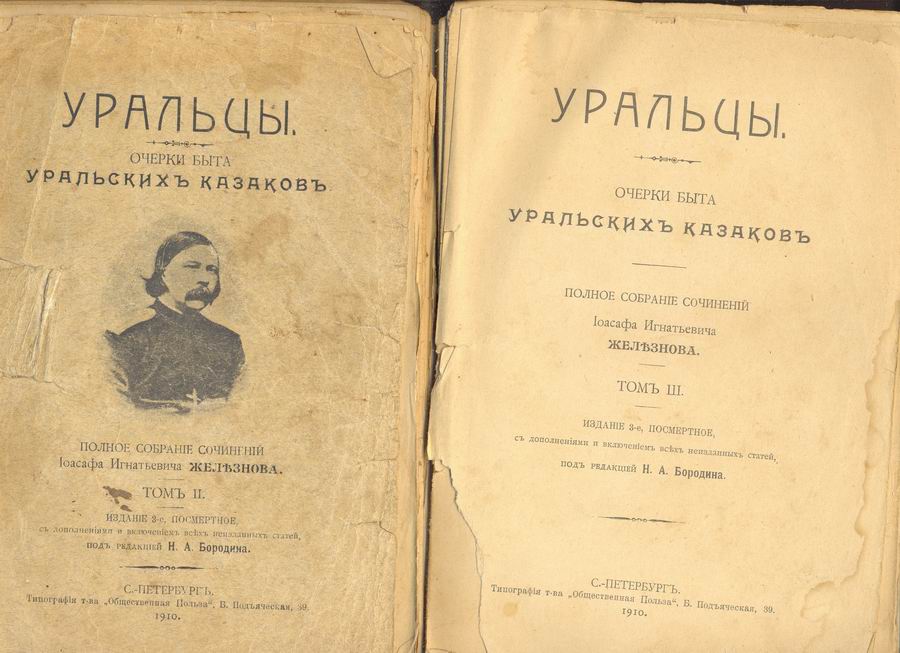 УРАЛЬЦЫ.
ОЧЕРКИ БЫТА
УРАЛЬСКИХЪ КАЗАКОВЪ
ПОЛНОЕ СОБРАНІЕ СОЧИНЕНІЙ
Іоасафа Игнатьевича ЖЕЛѢЗНОВА.
ТОМЪ II.
ИЗДАНІЕ 3-е, ПОСМЕРТНОЕ,
съ дополненіями и включеніемъ всѣхъ неизданныхъ статей,
ПОДЪ РЕДАКЦІЕЙ Н. А. Бородина.
С.-ПЕТЕРБУРГЪ.
Типографія т-ва „Общественная Польза“, Б. Подъяческая, 39.
1910.
УРАЛЬЦЫ.
ОЧЕРКИ БЫТА
УРАЛЬСКИХЪ КАЗАКОВЪ
ПОЛНОЕ СОБРАНІЕ СОЧИНЕНІЙ
Іоасафа Игнатьевича
ЖЕЛѢЗНОВА.
ТОМЪ III.
ИЗДАНІЕ 3-е, ПОСМЕРТНОЕ,
съ дополненіями и включеніемъ всѣхъ неизданныхъ статей,
ПОДЪ РЕДАКЦІЕЙ Н. А. Бородина.
С.-ПЕТЕРБУРГЪ.
Типографія т-ва „Общественная Польза“, Б. Подъяческая, 39.
1910.